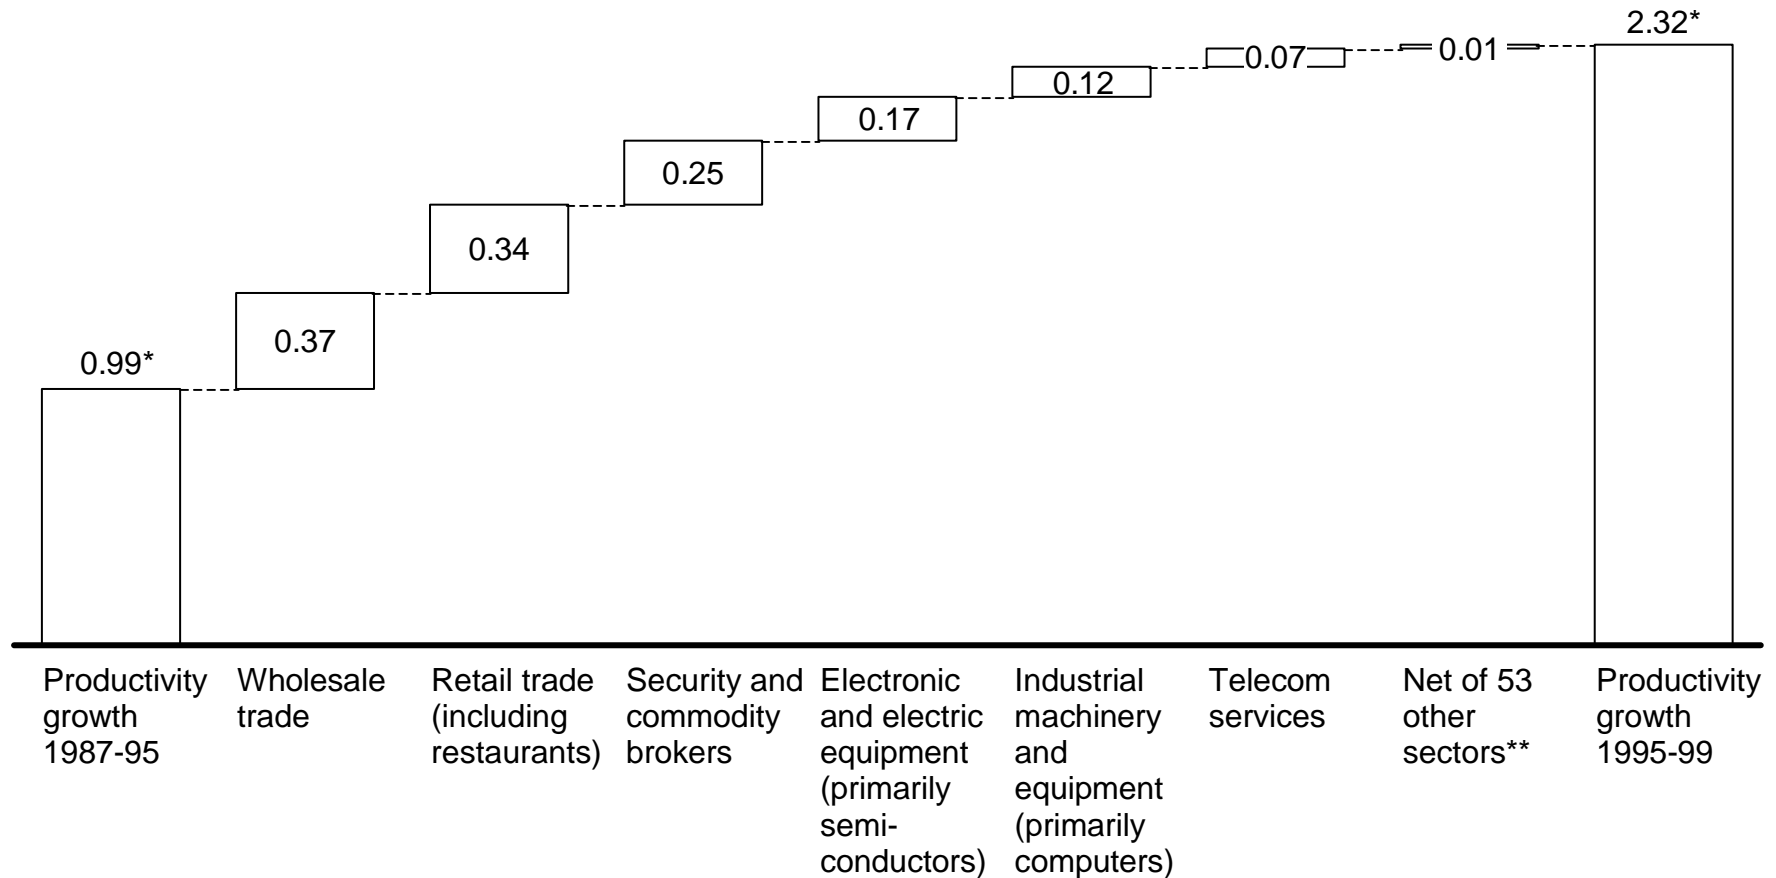 2.32*
0.01
0.07
0.12
0.17
0.25
0.34
0.37
0.99*
Productivity
growth
1987-95
Wholesale
trade
Retail trade
(including
restaurants)
Security and
commodity
brokers
Electronic
and electric
equipment
(primarily
semi-
conductors)
Industrial
machinery
and
equipment
(primarily
computers)
Telecom
services
Net of 53
other
sectors**
Productivity
growth
1995-99